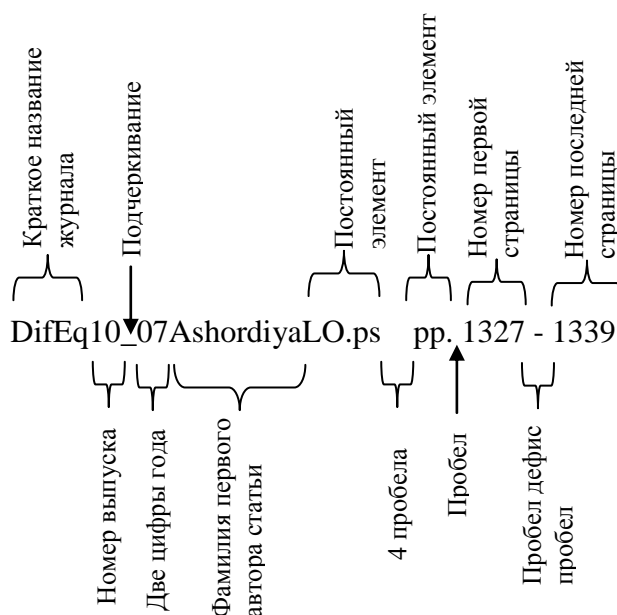 Краткое название
журнала
Подчеркивание
Постоянный
элемент
Постоянный элемент
Номер первой
страницы
Номер последней
страницы
DifEq10_07AshordiyaLO.ps    pp. 1327 - 1339
Номер выпуска
Две цифры года
Фамилия первого
автора статьи
4 пробела
Пробел
Пробел дефис
пробел